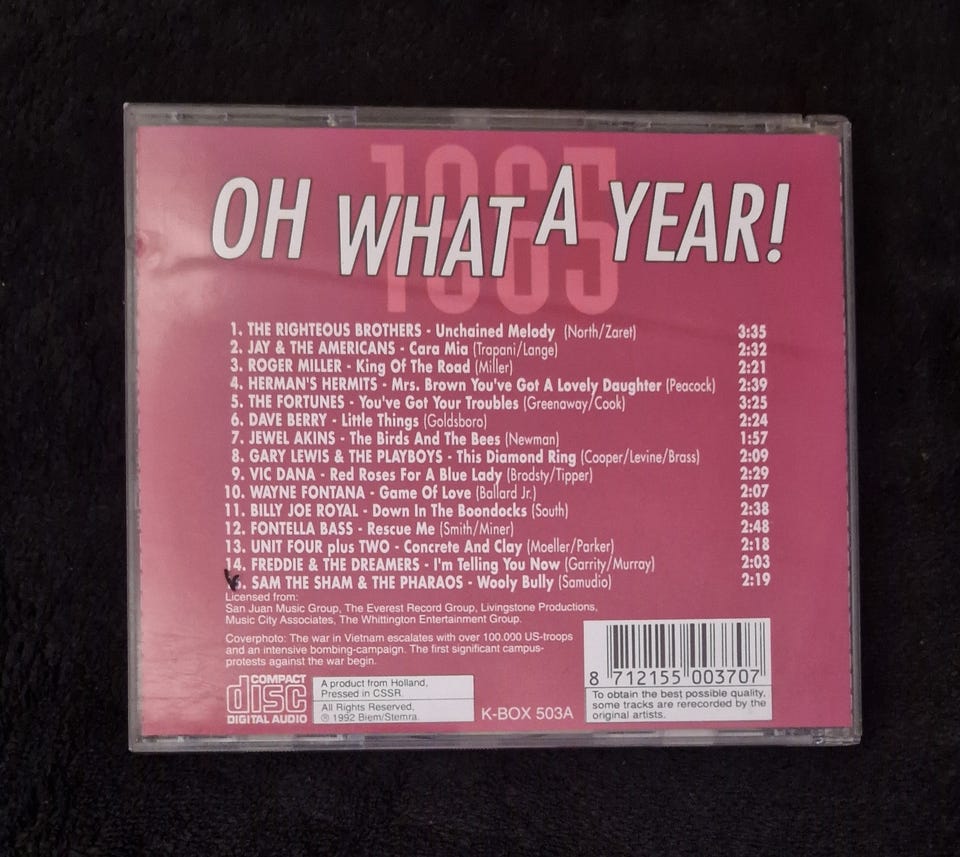 1965
OH WHAT A YEAR!
1. THE RIGHTEOUS BROTHERS - Unchained Melody (North/Zaret) 3:35
2. JAY & THE AMERICANS - Cara Mia (Trapani/Lange) 2:32
3. ROGER MILLER - King Of The Road (Miller) 2:21
4. HERMAN'S HERMITS - Mrs. Brown You've Got A Lovely Daughter (Peacock) 2:39
5. THE FORTUNES - You've Got Your Troubles (Greenaway/Cook) 3:25
6. DAVE BERRY - Little Things (Goldsboro) 2:24
7. JEWEL AKINS - The Birds And The Bees (Newman) 1:57
8. GARY LEWIS & THE PLAYBOYS - This Diamond Ring (Cooper/Levine/Brass) 2:09
9. VIC DANA - Red Roses For A Blue Lady (Brodsty/Tipper) 2:29
10. WAYNE FONTANA - Game Of Love (Ballard Jr.) 2:07
11. BILLY JOE ROYAL - Down In The Boondocks (South) 2:38
12. FONTELLA BASS - Rescue Me (Smith/Miner) 2:48
13. UNIT FOUR plus TWO - Concrete And Clay (Moeller/Parker) 2:18
14. FREDDIE & THE DREAMERS - I'm Telling You Now (Garrity/Murray) 2:03
SAM THE SHAM & THE PHARAOS - Wooly Bully (Samudio) 2:19
Licensed from:
San Juan Music Group, The Everest Record Group, Livingstone Productions,
Music City Associates, The Whittington Entertainment Group.
Coverphoto: The war in Vietnam escalates with over 100.000 US-troops
and an intensive bombing-campaign. The first significant campus-
protests against the war begin.
COMPACT
disc
DIGITAL AUDIO
A product from Holland,
Pressed in CSSR.
All Rights Reserved,
℗ 1992 Biem/Stemra.
K-BOX 503A
8 712155 003707
To obtain the best possible quality,
some tracks are rerecorded by the
original artists.